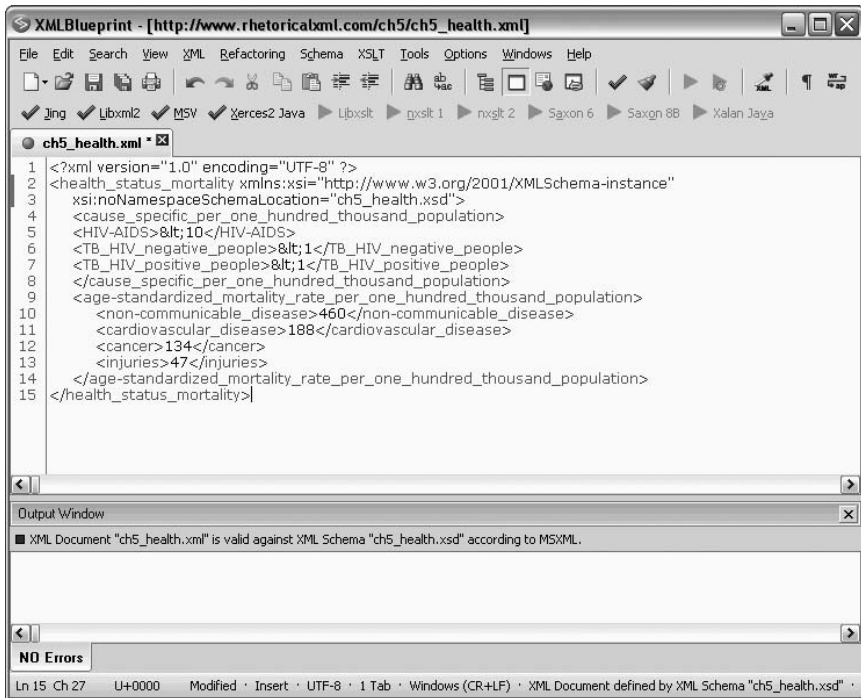 XMLBlueprint - [http://www.rhetoricalxml.com/ch5/ch5_health.xml]
File Edit Search View XML Refactoring Schema XSLT Tools Options Windows Help
Jing Libxml2 MSV Xerces2 Java Libxslt nxslt 1 nxslt 2 Saxon 6 Saxon 8B Xalan Java
ch5_health.xml *
1 <?xml version="1.0" encoding="UTF-8" ?>
2 <health_status_mortality xmlns:xsi="http://www.w3.org/2001/XMLSchema-instance"
3 xsi:noNamespaceSchemaLocation="ch5_health.xsd">
4 <cause_specific_per_one_hundred_thousand_population>
5 <HIV-AIDS>&lt;10</HIV-AIDS>
6 <TB_HIV_negative_people>&lt;1</TB_HIV_negative_people>
7 <TB_HIV_positive_people>&lt;1</TB_HIV_positive_people>
8 </cause_specific_per_one_hundred_thousand_population>
9 <age-standardized_mortality_rate_per_one_hundred_thousand_population>
10 <non-communicable_disease>460</non-communicable_disease>
11 <cardiovascular_disease>188</cardiovascular_disease>
12 <cancer>134</cancer>
13 <injuries>47</injuries>
14 </age-standardized_mortality_rate_per_one_hundred_thousand_population>
15 </health_status_mortality>
Output Window
XML Document "ch5_health.xml" is valid against XML Schema "ch5_health.xsd" according to MSXML.
NO Errors
Ln 15 Ch 27 U+0000 Modified · Insert · UTF-8 · 1 Tab · Windows (CR+LF) · XML Document defined by XML Schema "ch5_health.xsd" ·